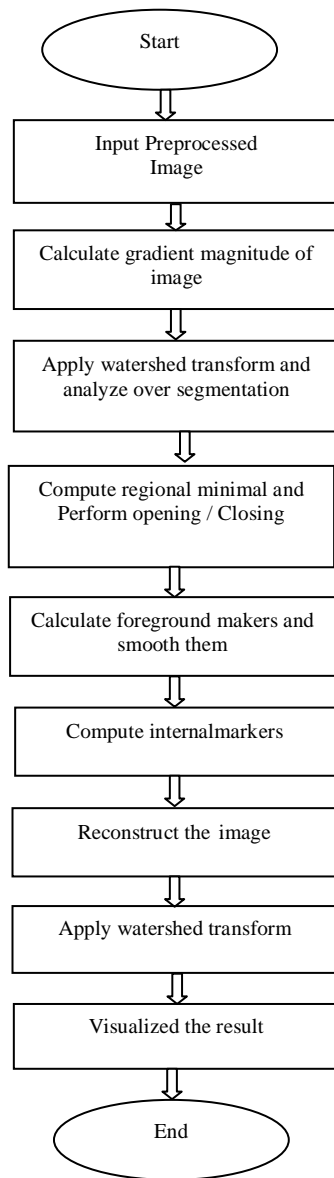 Start
Input Preprocessed
Image
Calculate gradient magnitude of
image
Apply watershed transform and
analyze over segmentation
Compute regional minimal and
Perform opening / Closing
Calculate foreground makers and
smooth them
Compute internalmarkers
Reconstruct the image
Apply watershed transform
Visualized the result
End